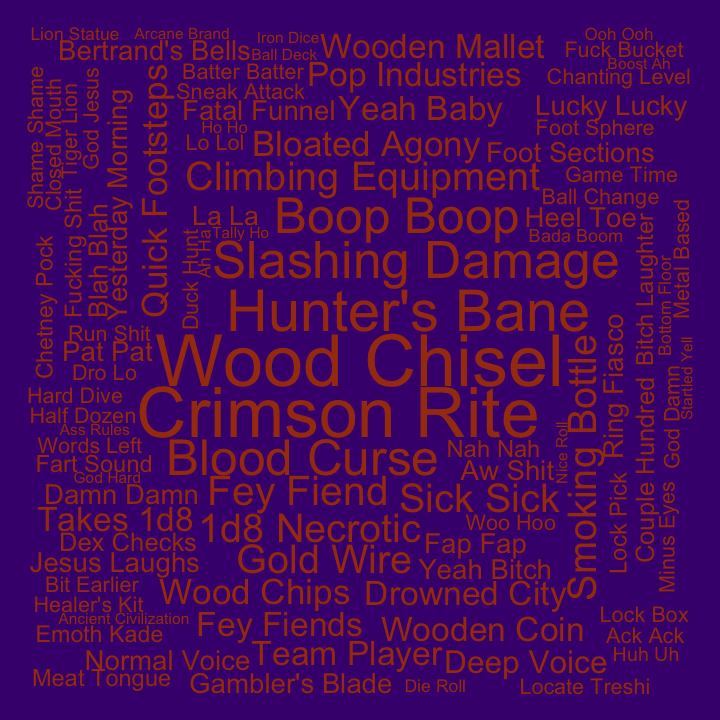 Lion Statue
Arcane Brand
Iron Dice
Ooh Ooh
Bertrand's Bells
Ball Deck
Wooden Mallet
Fuck Bucket
Boost Ah
Batter Batter
Pop Industries
Chanting Level
Sneak Attack
Fatal Funnel
Yeah Baby
Lucky Lucky
Ho Ho
Foot Sphere
Lo Lol
Bloated Agony
Foot Sections
Climbing Equipment
Game Time
Ball Change
La La
Boop Boop
Heel Toe
Tally Ho
Bada Boom
Shame Shame
Closed Mouth
Tiger Lion
God Jesus
Yesterday Morning
Quick Footsteps
Chetney Pock
Fucking Shit
Blah Blah
Duck Hunt
Ah Ha
Slashing Damage
Hunter's Bane
Wood Chisel
Crimson Rite
Run Shit
Pat Pat
Dro Lo
Hard Dive
Half Dozen
Ass Rules
Words Left
Fart Sound
God Hard
Blood Curse
Nah Nah
Aw Shit
Nice Roll
Smoking Bottle
Ring Fiasco
Lock Pick
Bitch Laughter
Couple Hundred
Bottom Floor
God Damn
Minus Eyes
Metal Based
Startled Yell
Damn Damn
Fey Fiend
Sick Sick
Takes 1d8
1d8 Necrotic
Woo Hoo
Dex Checks
Fap Fap
Jesus Laughs
Gold Wire
Yeah Bitch
Bit Earlier
Wood Chips
Drowned City
Healer's Kit
Ancient Civilization
Lock Box
Emoth Kade
Fey Fiends
Wooden Coin
Ack Ack
Normal Voice
Team Player
Deep Voice
Huh Uh
Meat Tongue
Gambler's Blade
Die Roll
Locate Treshi